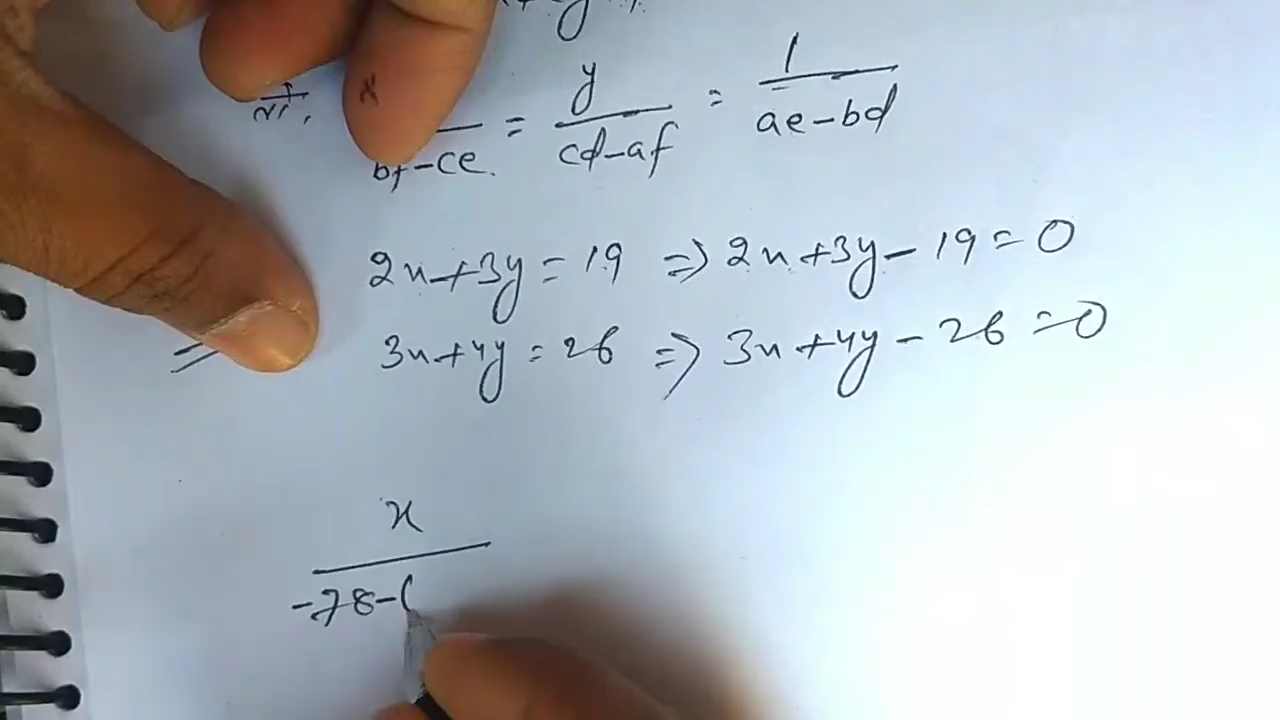 x/(bf-ce) = y/(cd-af) = 1/(ae-bd)
2x+3y=19 ⇒ 2x+3y-19=0
⇒ 3x+4y=26 ⇒ 3x+4y-26=0
x
-78-(